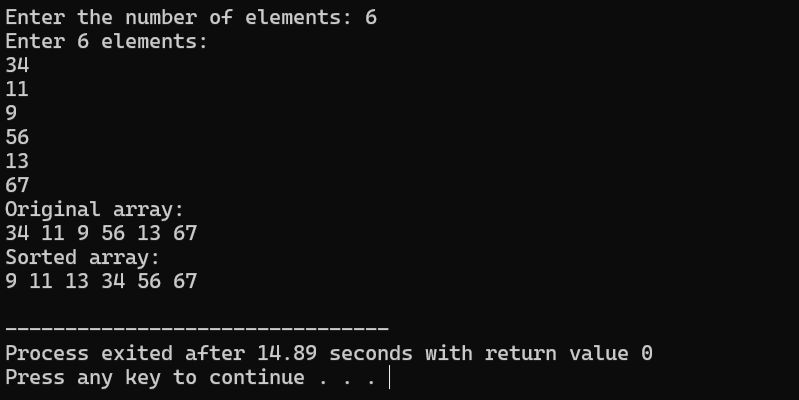 Enter the number of elements: 6
Enter 6 elements:
34
11
9
56
13
67
Original array:
34 11 9 56 13 67
Sorted array:
9 11 13 34 56 67
--------------------------------
Process exited after 14.89 seconds with return value 0
Press any key to continue . . .